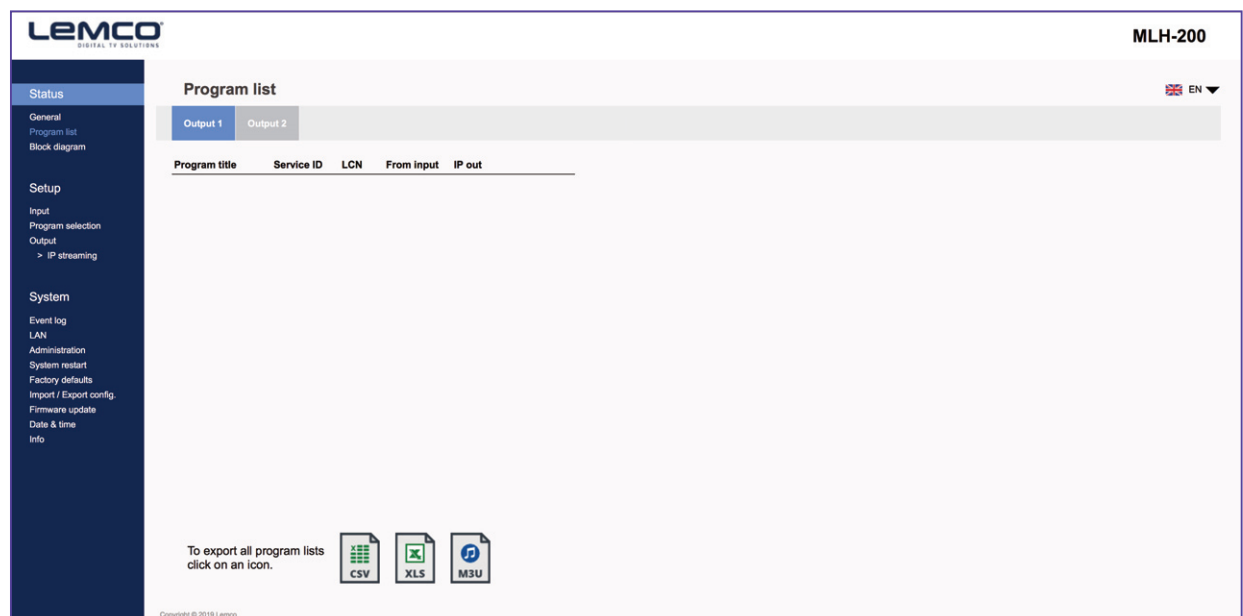 Lemco
DIGITAL TV SOLUTIONS
MLH-200
Status
General
Program list
Block diagram
Setup
Input
Program selection
Output
> IP streaming
System
Event log
LAN
Administration
System restart
Factory defaults
Import / Export config.
Firmware update
Date & time
Info
Program list
EN
Output 1 Output 2
Program title Service ID LCN From input IP out
To export all program lists
click on an icon.
CSV XLS M3U
Copyright © 2019 Lemco